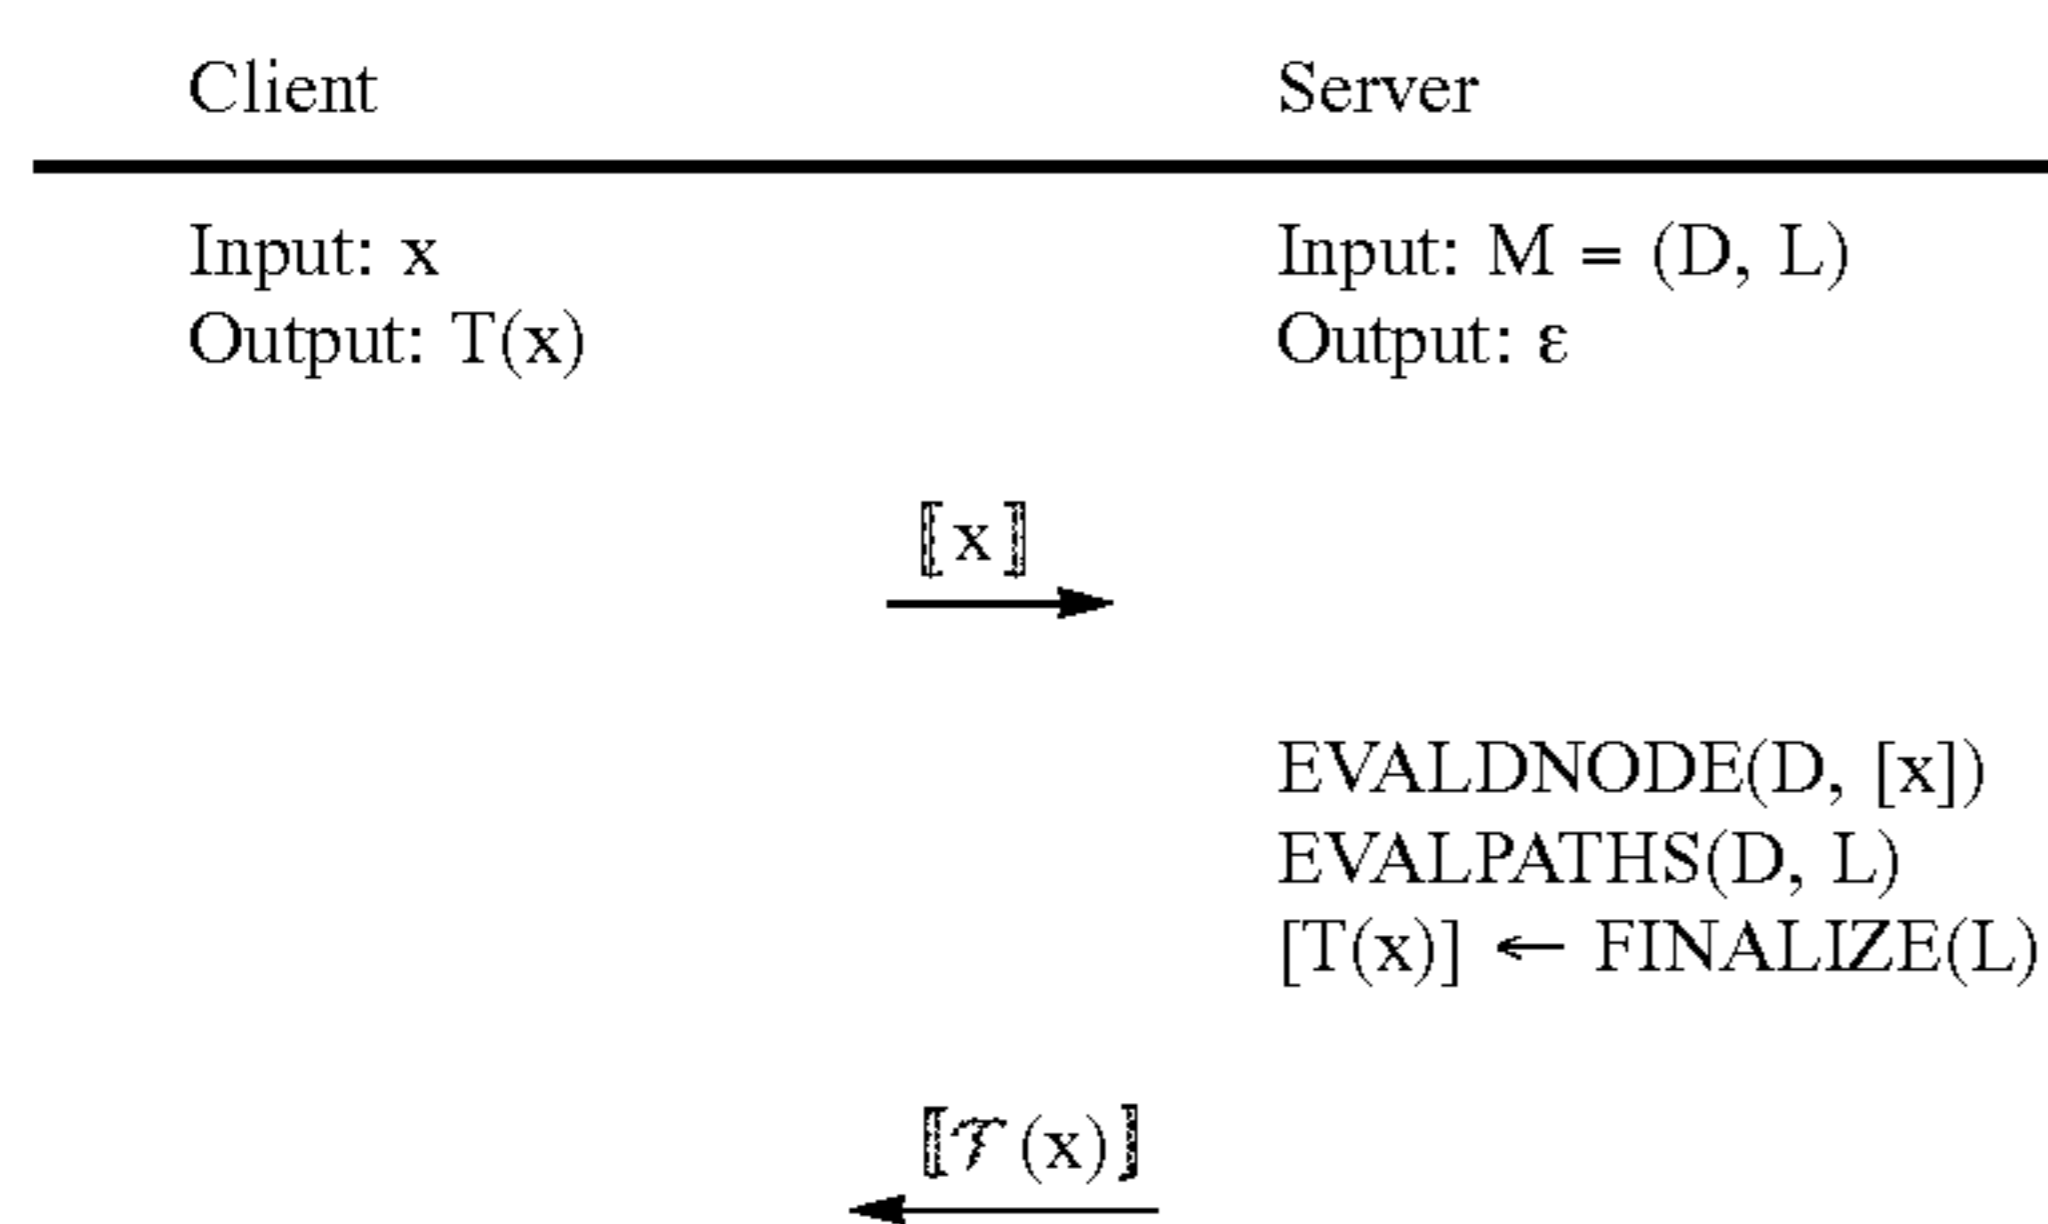 Client Server
Input: x Input: M = (D, L)
Output: T(x) Output: ε
⟦x⟧
EVALDNODE(D, [x])
EVALPATHS(D, L)
[T(x)] ← FINALIZE(L)
⟦𝒯(x)⟧